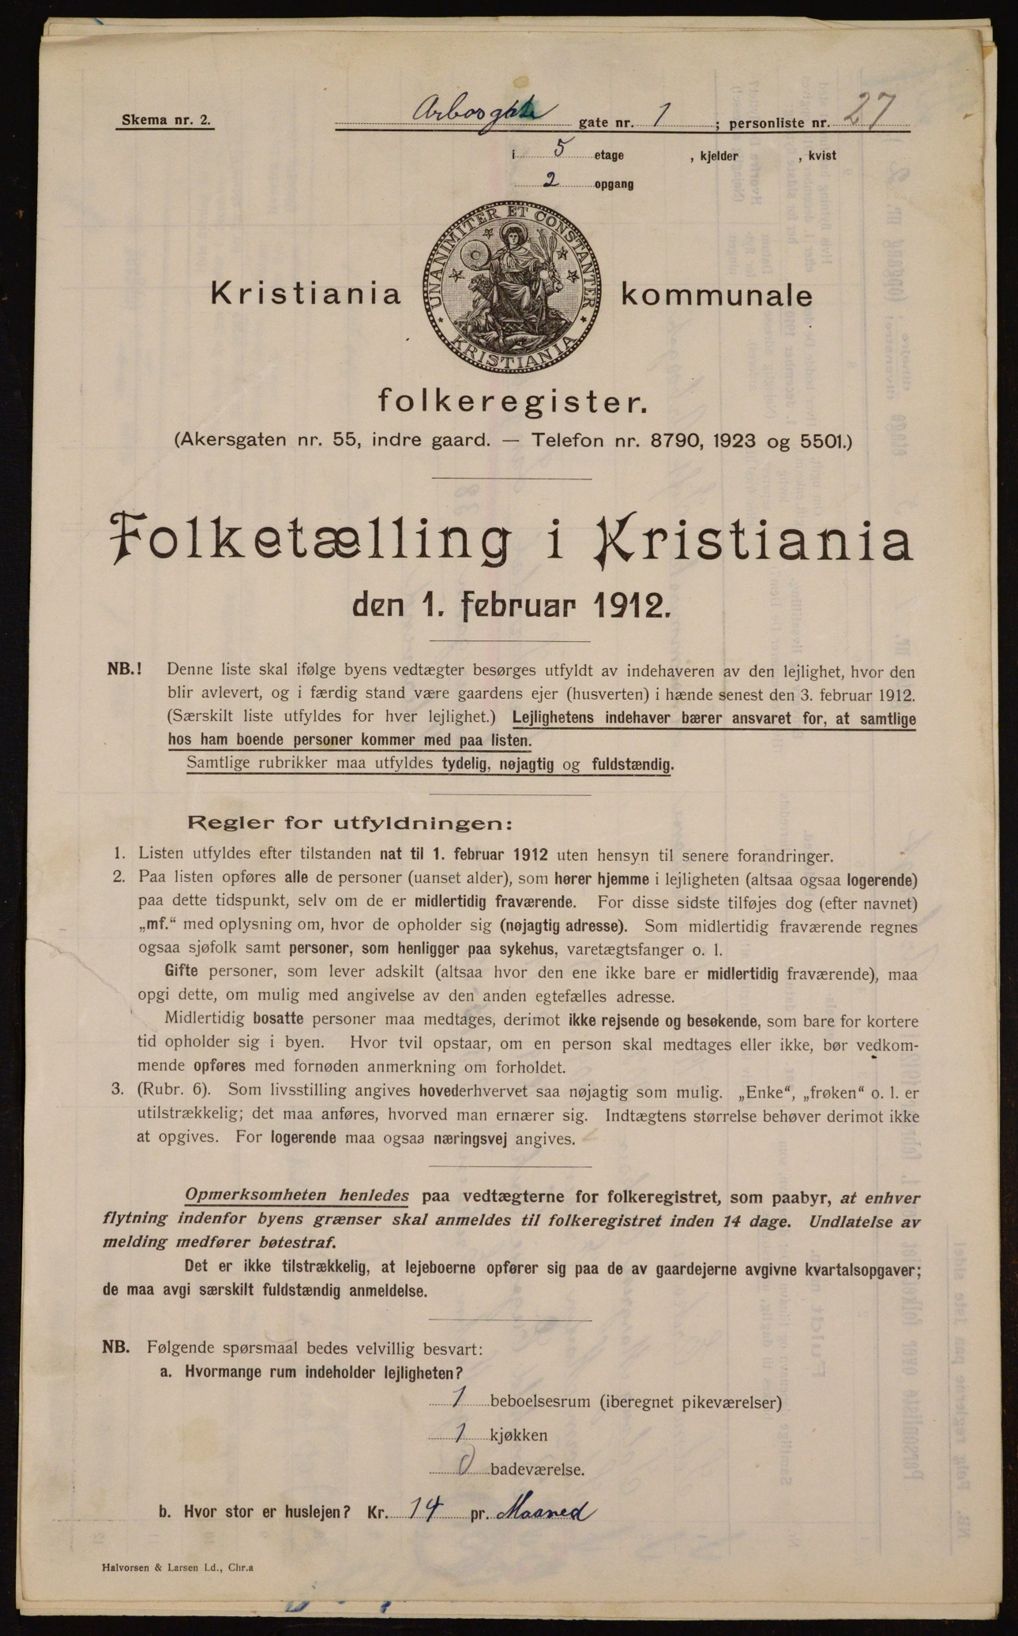 Skema nr. 2.
Arbosgate gate nr. 1 ; personliste nr. 27
i 5 etage , kjelder , kvist
2 opgang
UNANIMITER ET CONSTANTER
KRISTIANIA
Kristiania kommunale
folkeregister.
(Akersgaten nr. 55, indre gaard. — Telefon nr. 8790, 1923 og 5501.)
Folketælling i Kristiania
den 1. februar 1912.
NB.! Denne liste skal ifølge byens vedtægter besørges utfyldt av indehaveren av den lejlighet, hvor den
blir avlevert, og i færdig stand være gaardens ejer (husverten) i hænde senest den 3. februar 1912.
(Særskilt liste utfyldes for hver lejlighet.) Lejlighetens indehaver bærer ansvaret for, at samtlige
hos ham boende personer kommer med paa listen.
Samtlige rubrikker maa utfyldes tydelig, nøjagtig og fuldstændig.
Regler for utfyldningen:
1. Listen utfyldes efter tilstanden nat til 1. februar 1912 uten hensyn til senere forandringer.
2. Paa listen opføres alle de personer (uanset alder), som hører hjemme i lejligheten (altsaa ogsaa logerende)
paa dette tidspunkt, selv om de er midlertidig fraværende. For disse sidste tilføjes dog (efter navnet)
„mf.“ med oplysning om, hvor de opholder sig (nøjagtig adresse). Som midlertidig fraværende regnes
ogsaa sjøfolk samt personer, som henligger paa sykehus, varetægtsfanger o. l.
Gifte personer, som lever adskilt (altsaa hvor den ene ikke bare er midlertidig fraværende), maa
opgi dette, om mulig med angivelse av den anden egtefælles adresse.
Midlertidig bosatte personer maa medtages, derimot ikke rejsende og besøkende, som bare for kortere
tid opholder sig i byen. Hvor tvil opstaar, om en person skal medtages eller ikke, bør vedkom-
mende opføres med fornøden anmerkning om forholdet.
3. (Rubr. 6). Som livsstilling angives hovederhvervet saa nøjagtig som mulig. „Enke“, „frøken“ o. l. er
utilstrækkelig; det maa anføres, hvorved man ernærer sig. Indtægtens størrelse behøver derimot ikke
at opgives. For logerende maa ogsaa næringsvej angives.
Opmerksomheten henledes paa vedtægterne for folkeregistret, som paabyr, at enhver
flytning indenfor byens grænser skal anmeldes til folkeregistret inden 14 dage. Undlatelse av
melding medfører bøtestraf.
Det er ikke tilstrækkelig, at lejeboerne opfører sig paa de av gaardejerne avgivne kvartalsopgaver;
de maa avgi særskilt fuldstændig anmeldelse.
NB. Følgende spørsmaal bedes velvillig besvart:
a. Hvormange rum indeholder lejligheten?
1 beboelsesrum (iberegnet pikeværelser)
1 kjøkken
0 badeværelse.
b. Hvor stor er huslejen? Kr. 14 pr. Maaned
Halvorsen & Larsen Ld., Chr.a